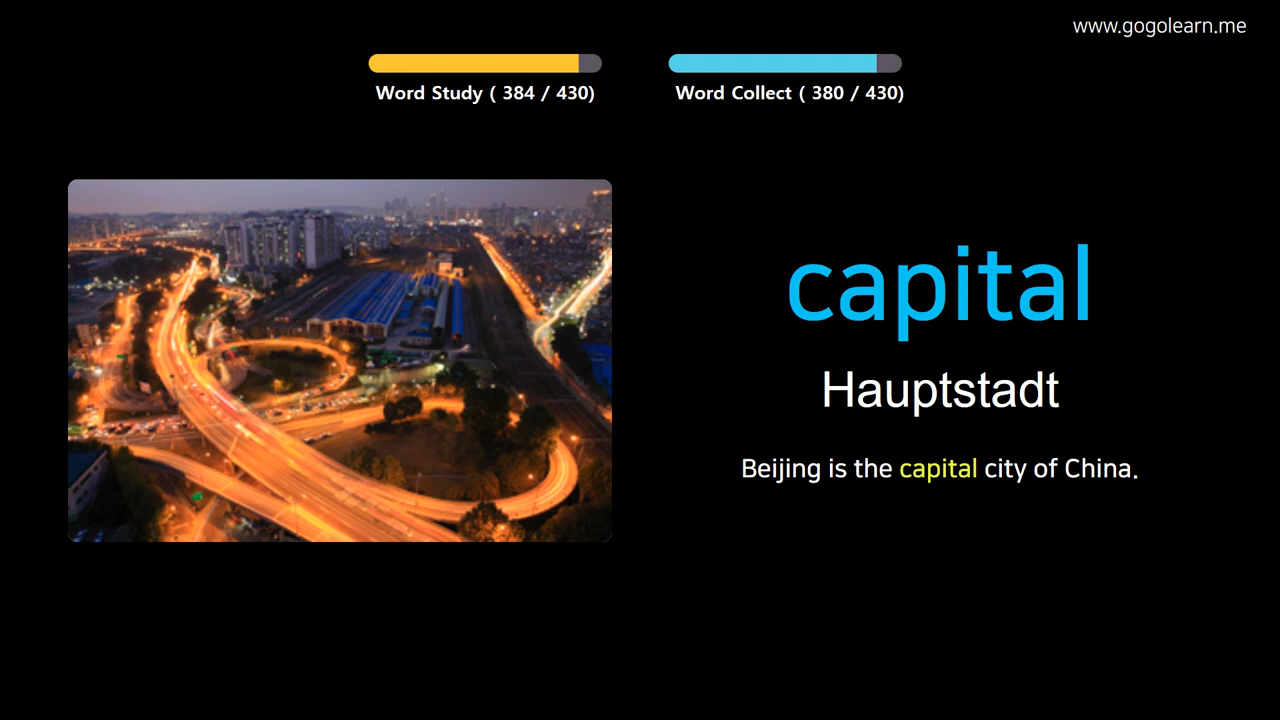 www.gogolearn.me
Word Study ( 384 / 430)
Word Collect ( 380 / 430)
capital
Hauptstadt
Beijing is the capital city of China.